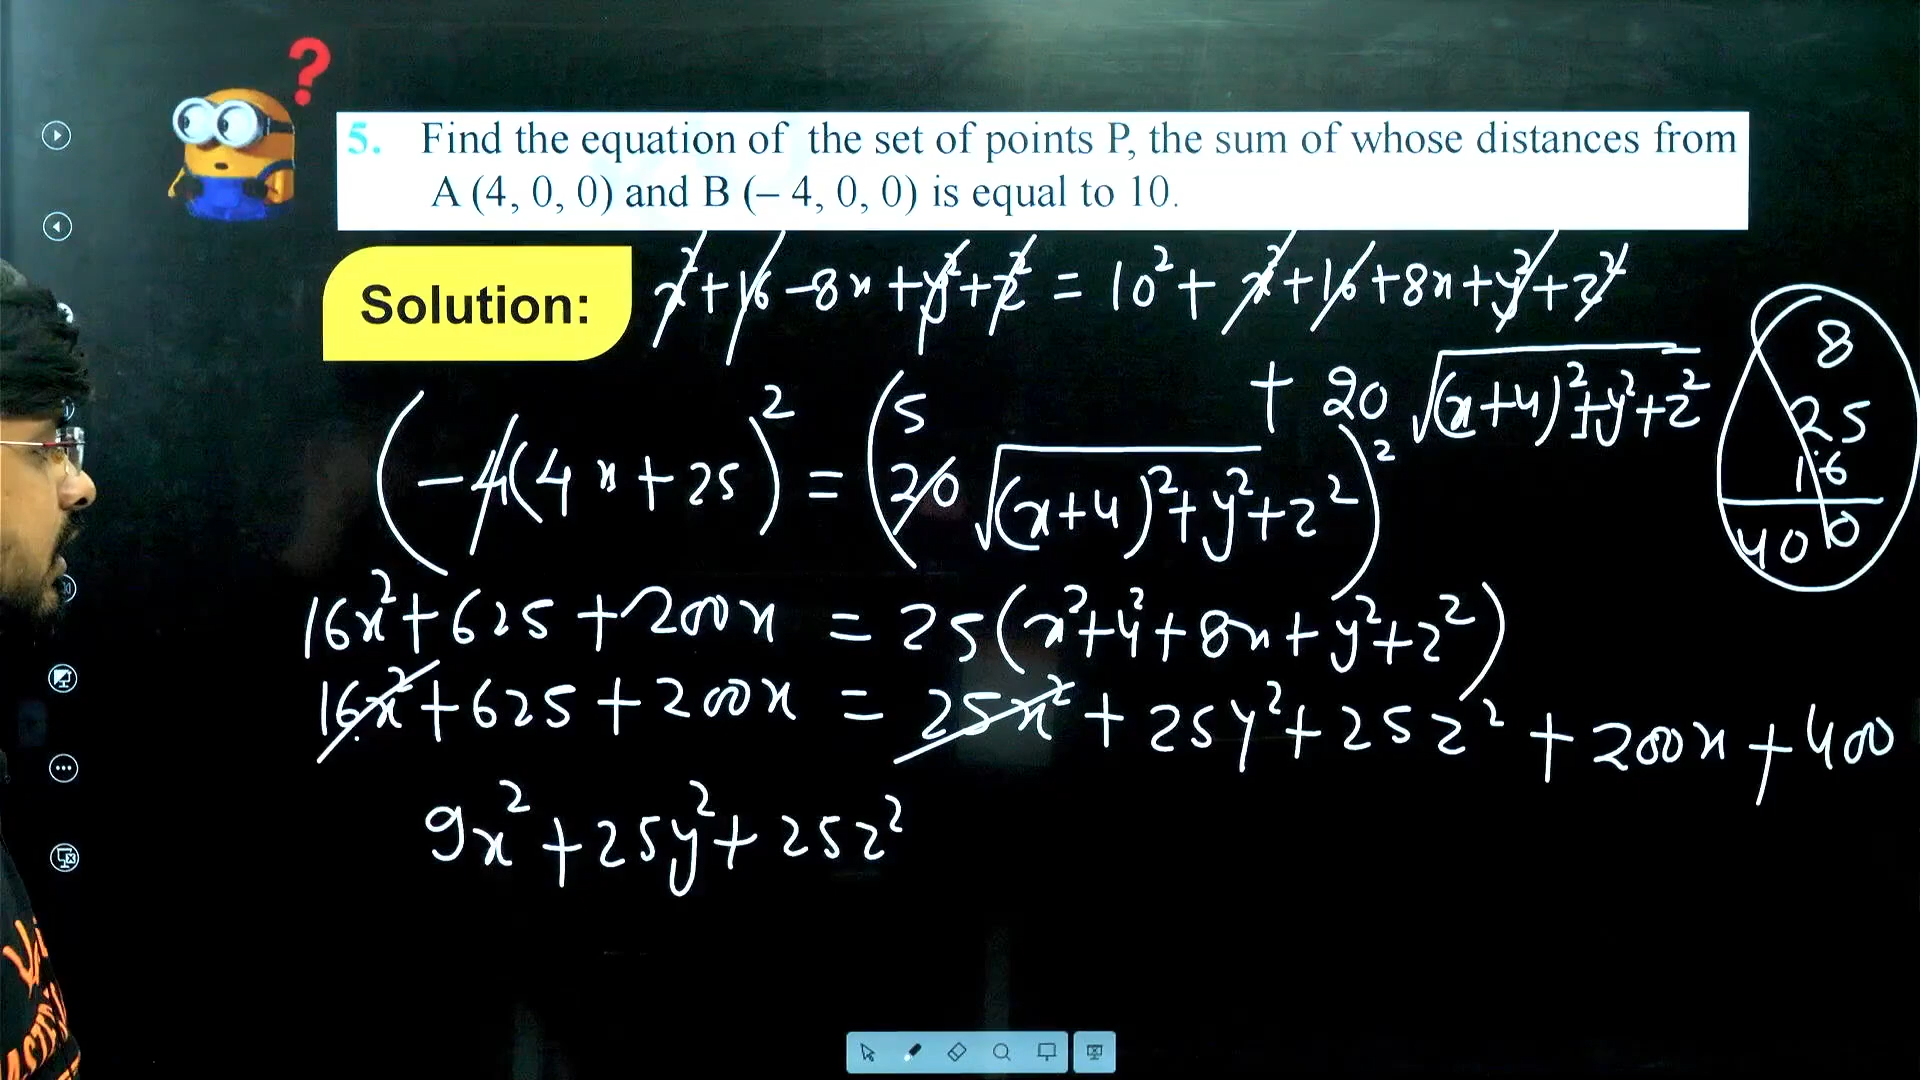 ?
5. Find the equation of the set of points P, the sum of whose distances from
A (4, 0, 0) and B (– 4, 0, 0) is equal to 10.
Solution:
x²+16-8x+y²+z² = 10²+x²+16+8x+y²+z²
+ 20 √(x+4)²+y²+z²
(-4(4x+25)² = (5 20 √(x+4)²+y²+z²)²
8
25
16
400
16x²+625+200x = 25(x²+4²+8x+y²+z²)
16x²+625+200x = 25x²+25y²+25z²+200x+400
9x²+25y²+25z²